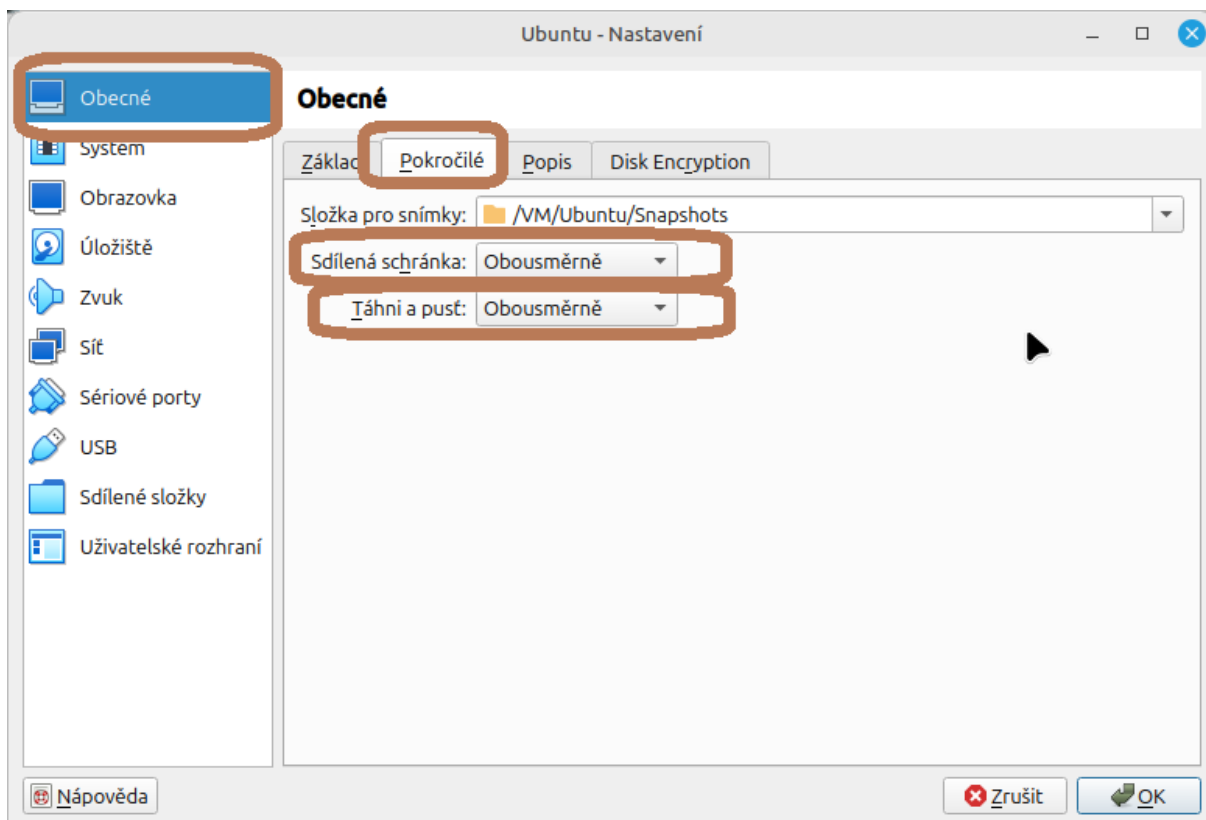 Ubuntu - Nastavení
Obecné
Systém
Obrazovka
Úložiště
Zvuk
Síť
Sériové porty
USB
Sdílené složky
Uživatelské rozhraní
Obecné
Základ
Pokročilé
Popis
Disk Encryption
Složka pro snímky: /VM/Ubuntu/Snapshots
Sdílená schránka: Obousměrně
Táhni a pusť: Obousměrně
Nápověda
Zrušit
OK